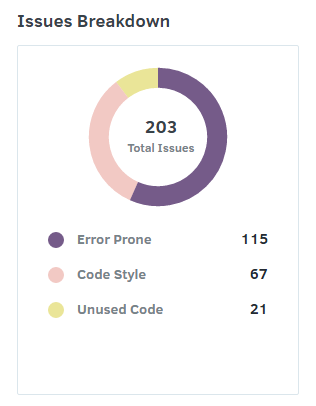 Issues Breakdown
203
Total Issues
Error Prone 115
Code Style 67
Unused Code 21